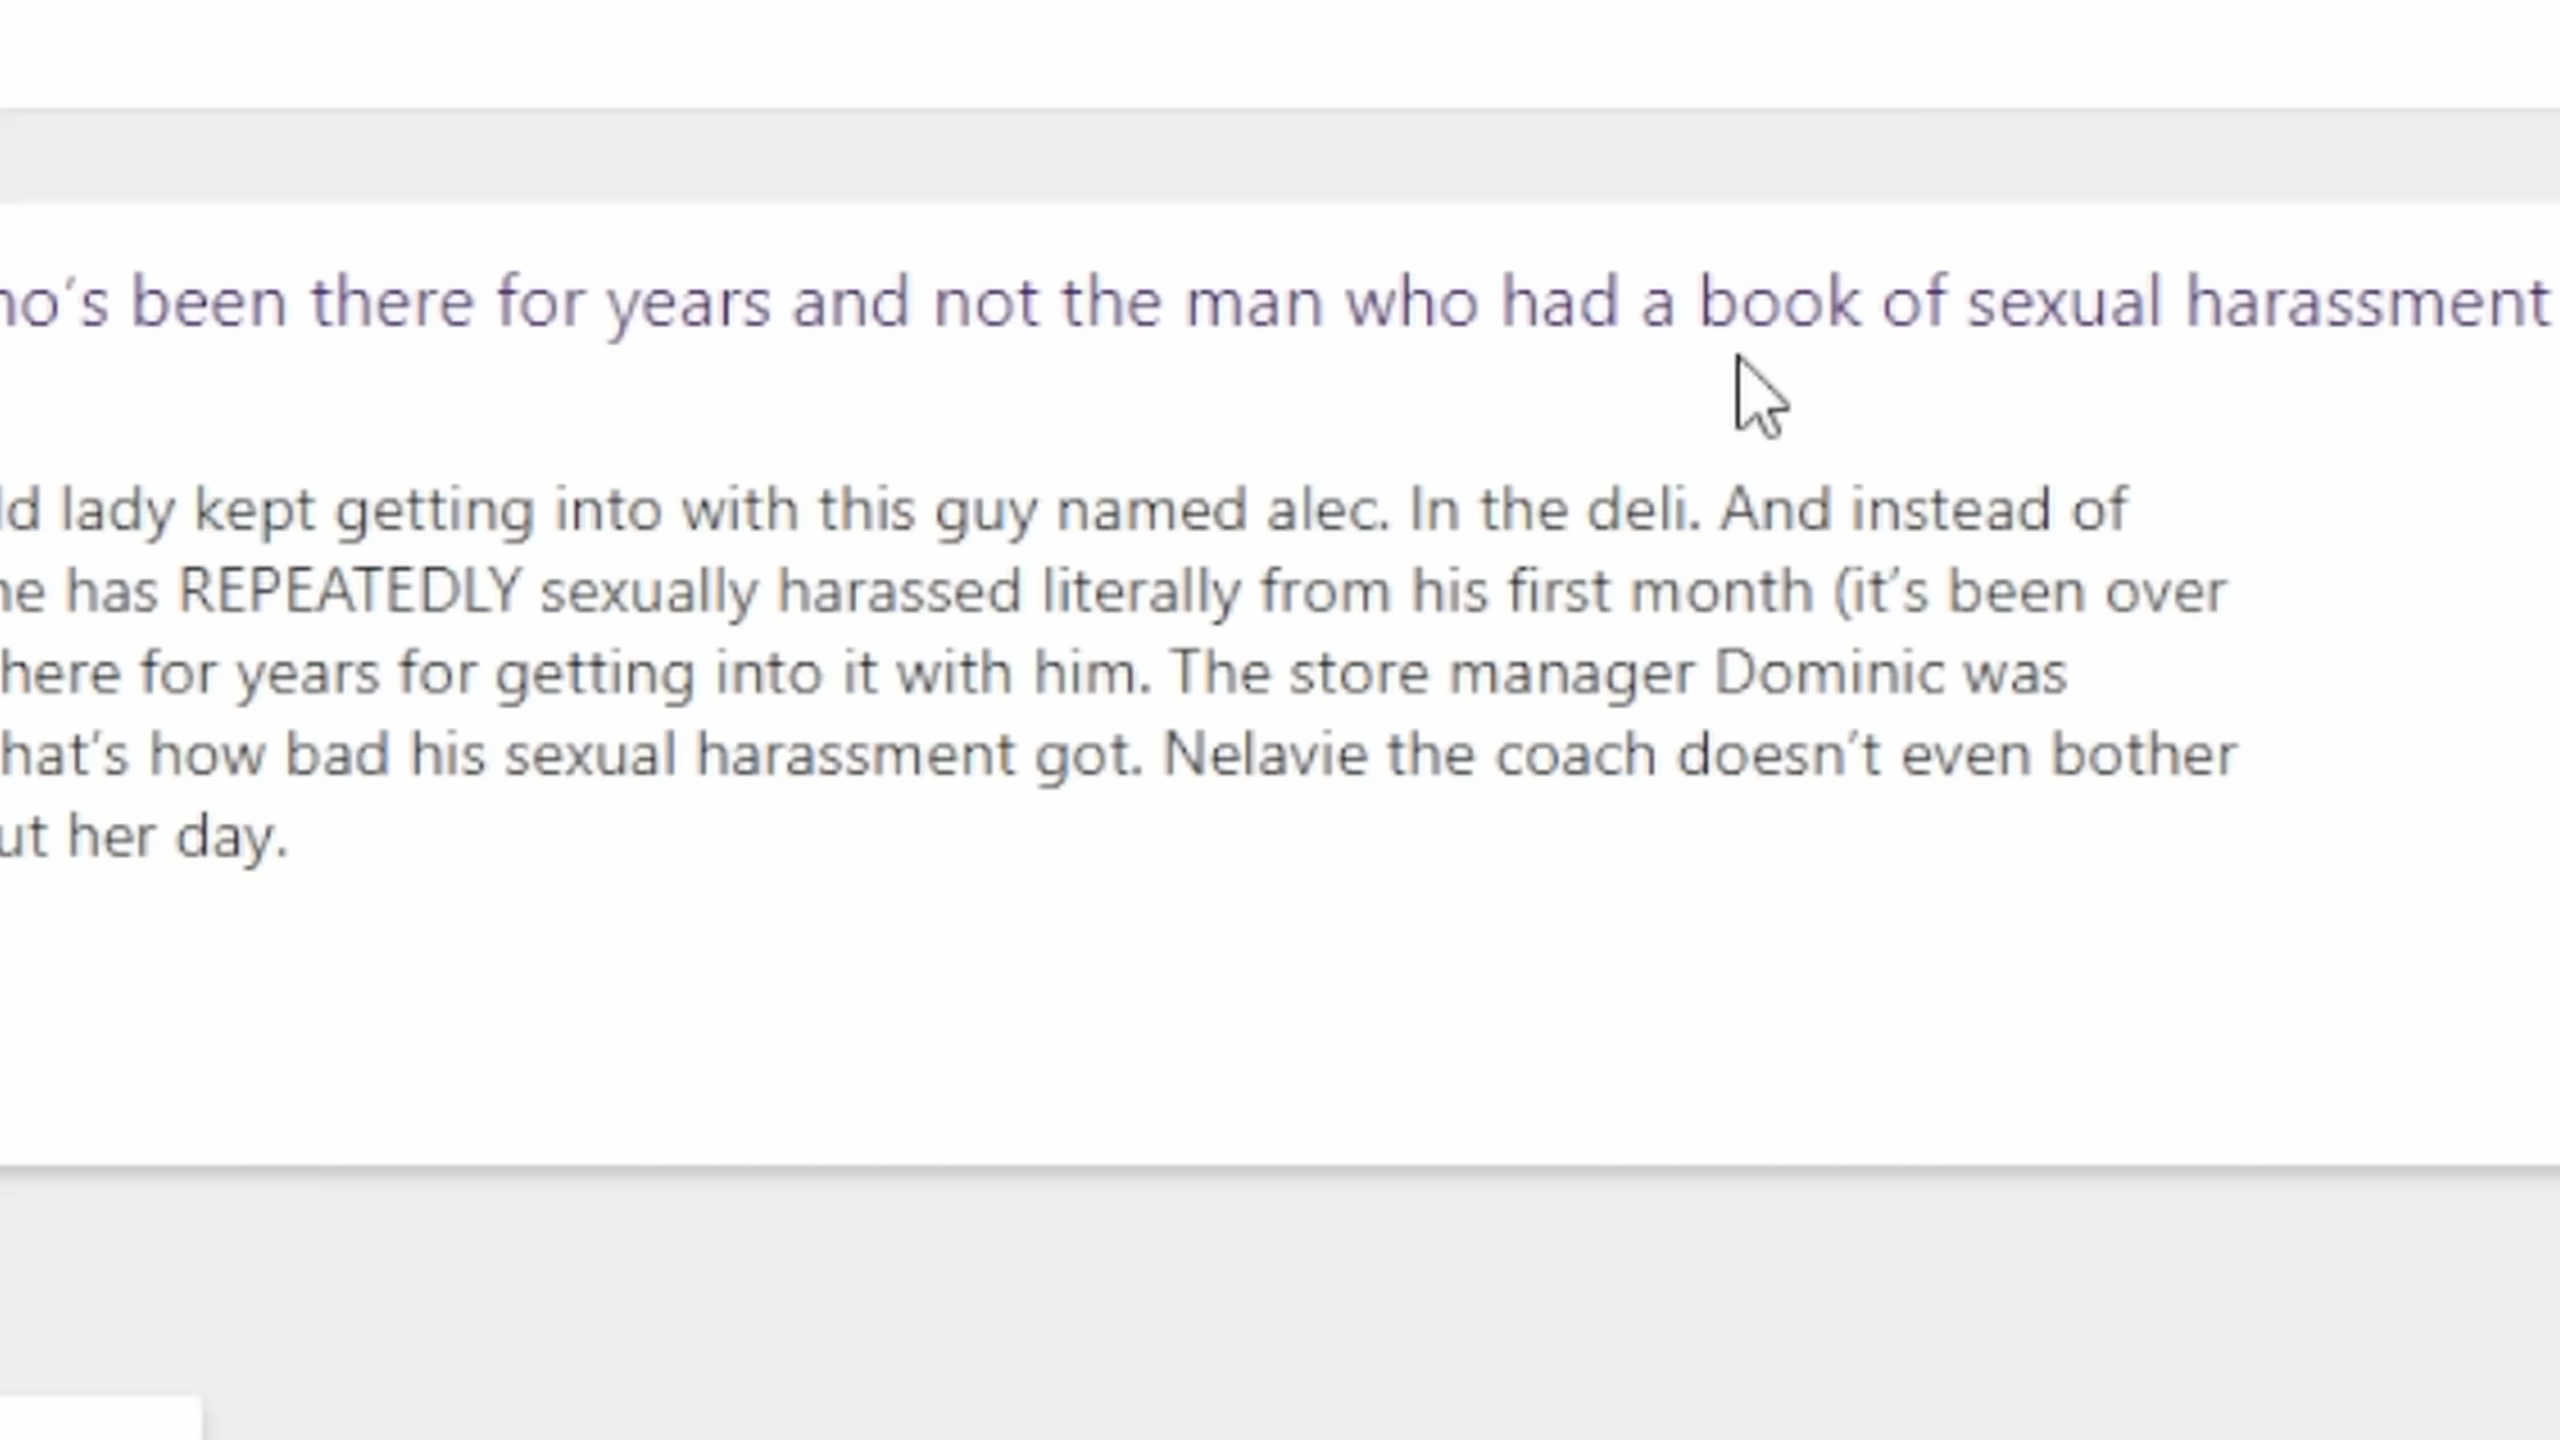 ho's been there for years and not the man who had a book of sexual harassment
ld lady kept getting into with this guy named alec. In the deli. And instead of
he has REPEATEDLY sexually harassed literally from his first month (it's been over
here for years for getting into it with him. The store manager Dominic was
hat's how bad his sexual harassment got. Nelavie the coach doesn't even bother
ut her day.